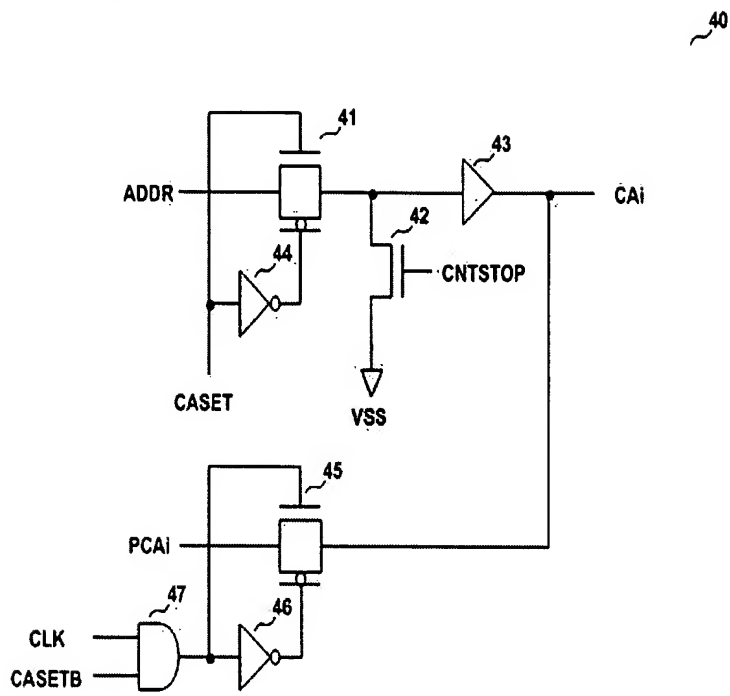 40
41
43
ADDR
CAi
42
44
CNTSTOP
CASET
VSS
45
PCAi
47
46
CLK
CASETB